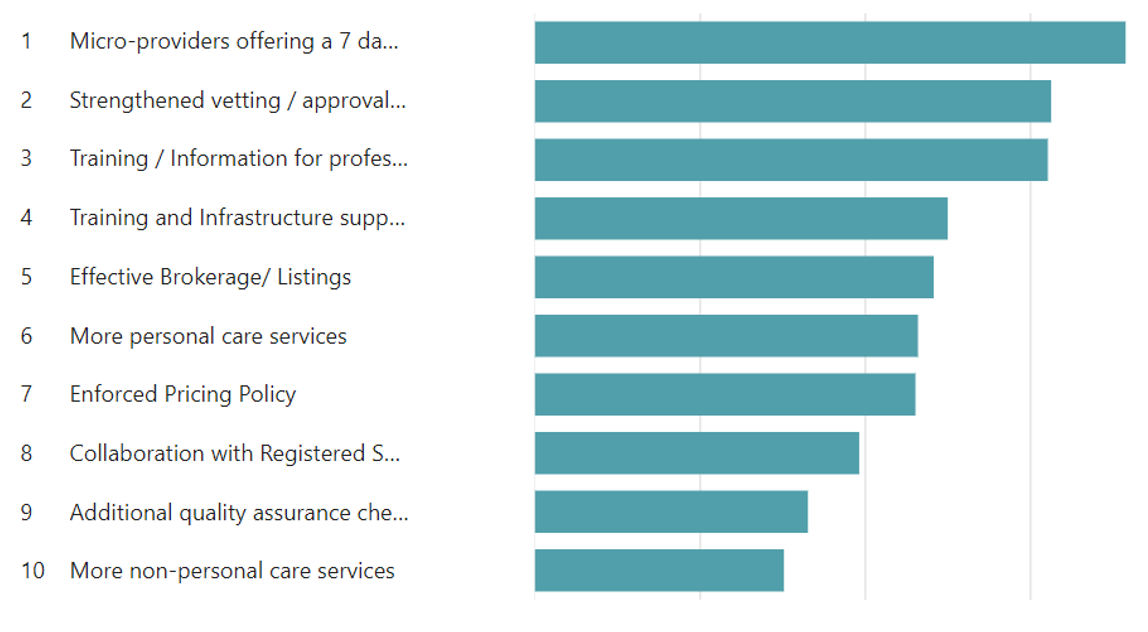 1 Micro-providers offering a 7 da...
2 Strengthened vetting / approval...
3 Training / Information for profes...
4 Training and Infrastructure supp...
5 Effective Brokerage/ Listings
6 More personal care services
7 Enforced Pricing Policy
8 Collaboration with Registered S...
9 Additional quality assurance che...
10 More non-personal care services